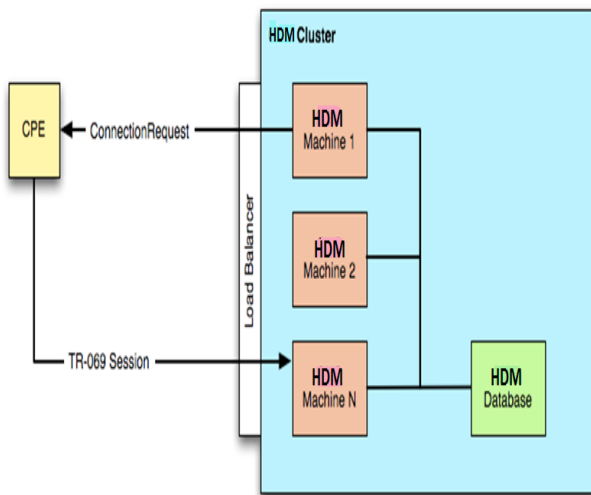 HDM Cluster
CPE
ConnectionRequest
HDM
Machine 1
Load Balancer
HDM
Machine 2
TR-069 Session
HDM
Machine N
HDM
Database